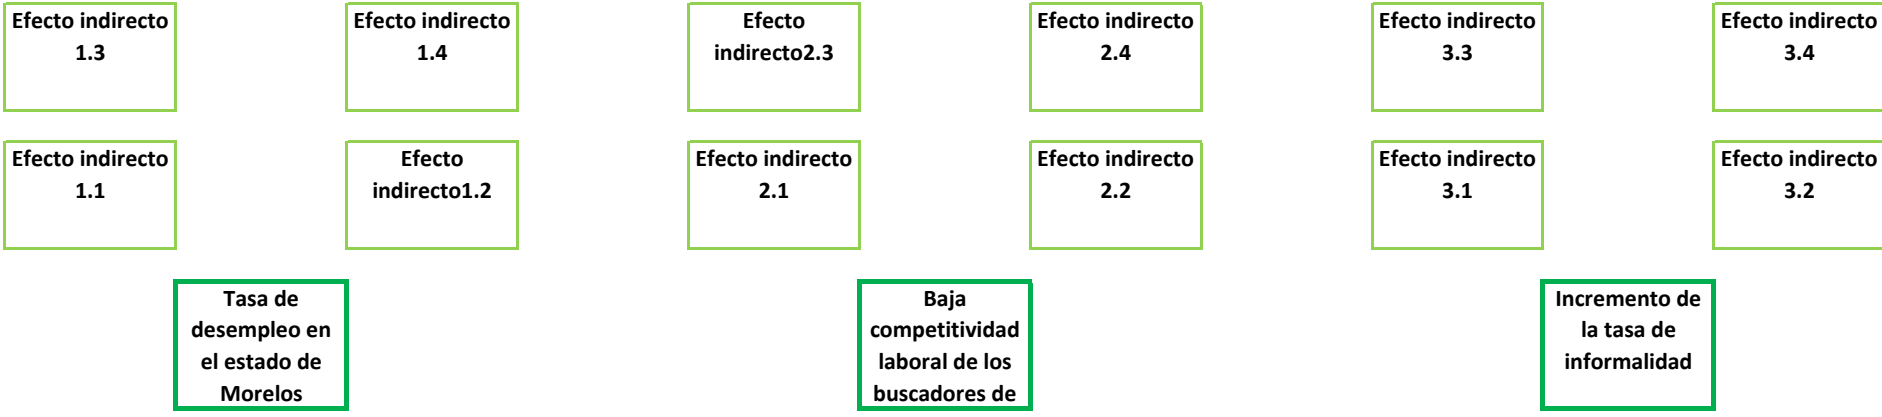 Efecto indirecto
1.3
Efecto indirecto
1.4
Efecto
indirecto2.3
Efecto indirecto
2.4
Efecto indirecto
3.3
Efecto indirecto
3.4
Efecto indirecto
1.1
Efecto
indirecto1.2
Efecto indirecto
2.1
Efecto indirecto
2.2
Efecto indirecto
3.1
Efecto indirecto
3.2
Tasa de
desempleo en
el estado de
Morelos
Baja
competitividad
laboral de los
buscadores de
Incremento de
la tasa de
informalidad